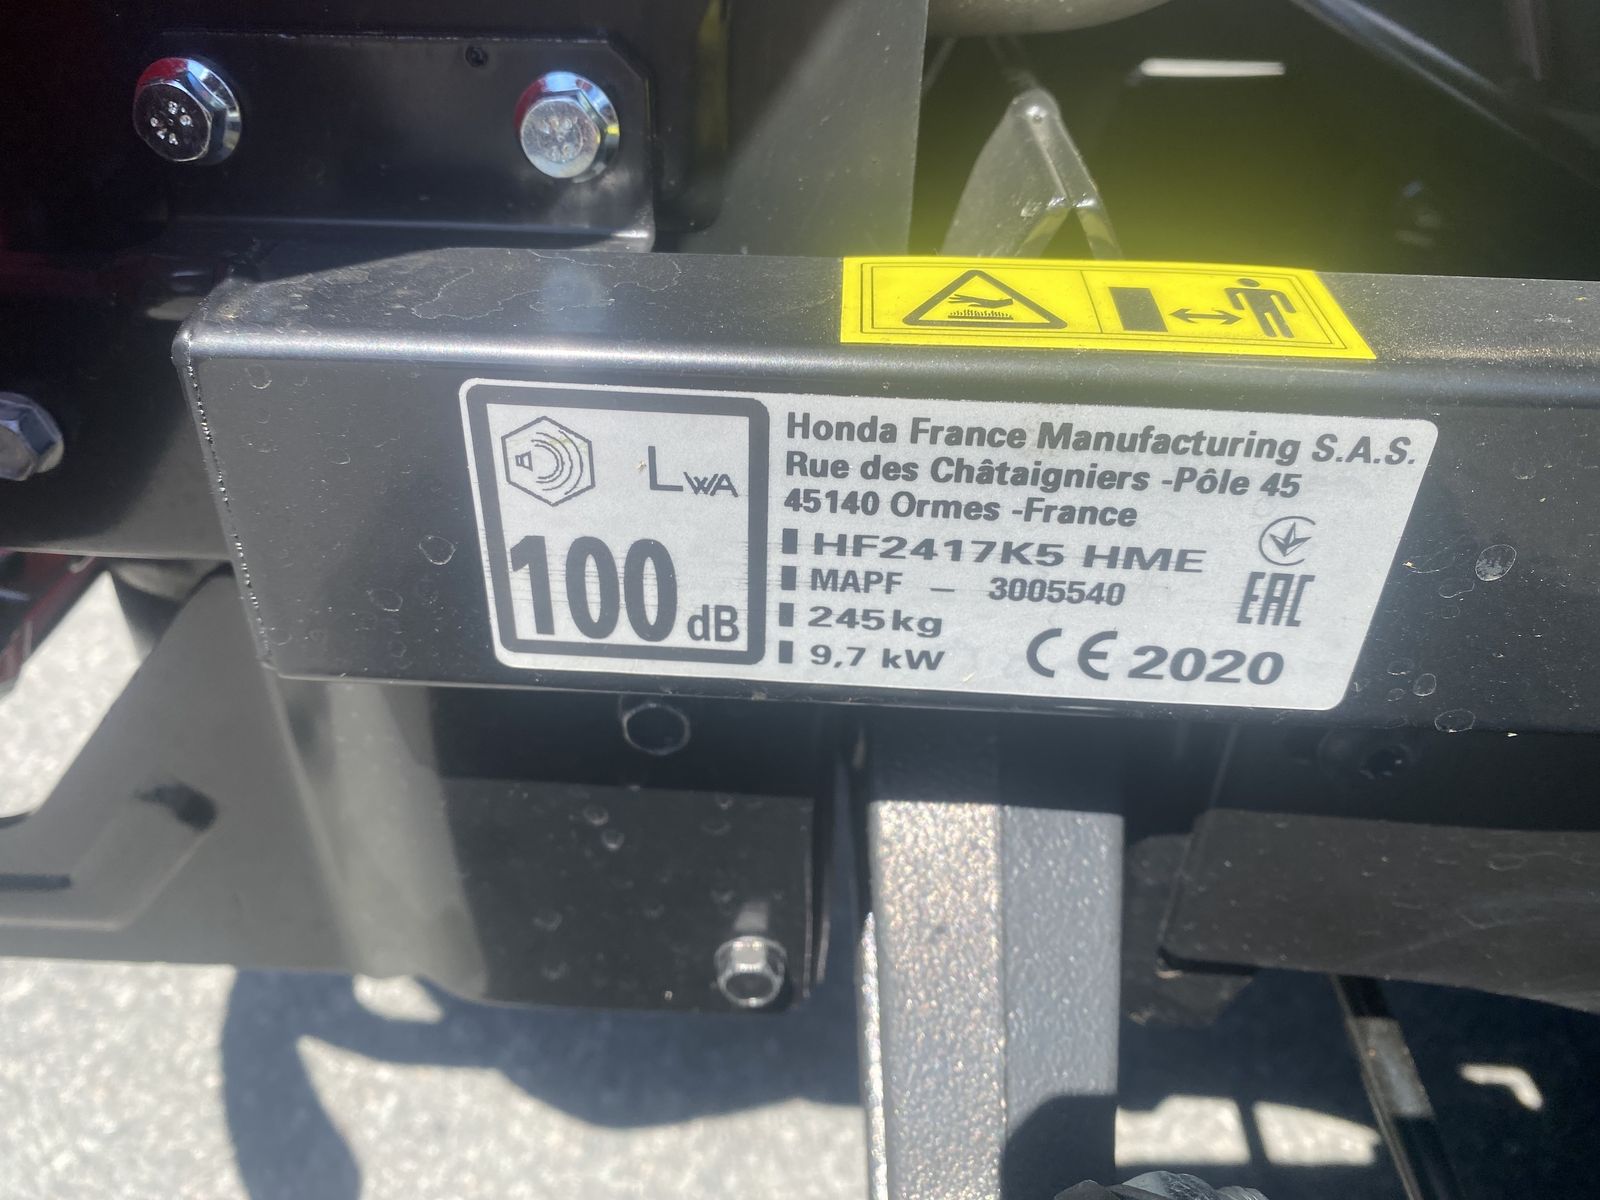 LWA
100 dB
Honda France Manufacturing S.A.S.
Rue des Châtaigniers -Pôle 45
45140 Ormes -France
HF2417K5 HME
MAPF – 3005540
245kg
9,7 kW
EAC
CE 2020